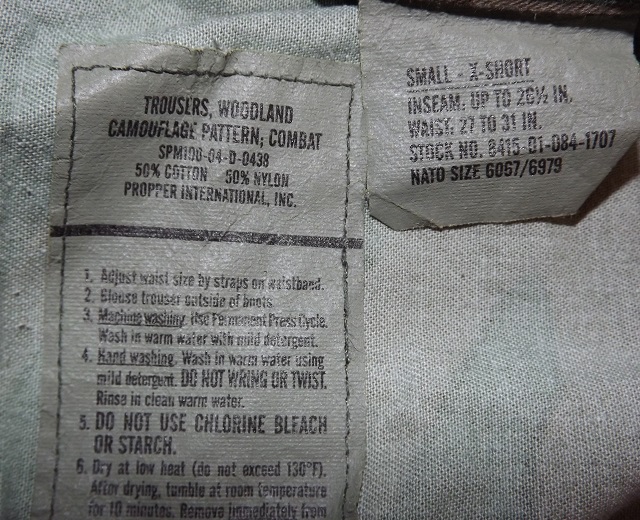 TROUSERS, WOODLAND
CAMOUFLAGE PATTERN; COMBAT
SPM100-04-D-0438
50% COTTON 50% NYLON
PROPPER INTERNATIONAL, INC.
1. Adjust waist size by straps on waistband.
2. Blouse trouser outside of boots.
3. Machine washing. Use Permanent Press Cycle.
Wash in warm water with mild detergent.
4. Hand washing. Wash in warm water using
mild detergent. DO NOT WRING OR TWIST.
Rinse in clean warm water.
5. DO NOT USE CHLORINE BLEACH
OR STARCH.
6. Dry at low heat (do not exceed 130°F).
After drying, tumble at room temperature
for 10 minutes. Remove immediately from
SMALL - X-SHORT
INSEAM: UP TO 26½ IN.
WAIST: 27 TO 31 IN.
STOCK NO. 8415-01-084-1707
NATO SIZE 6067/6979